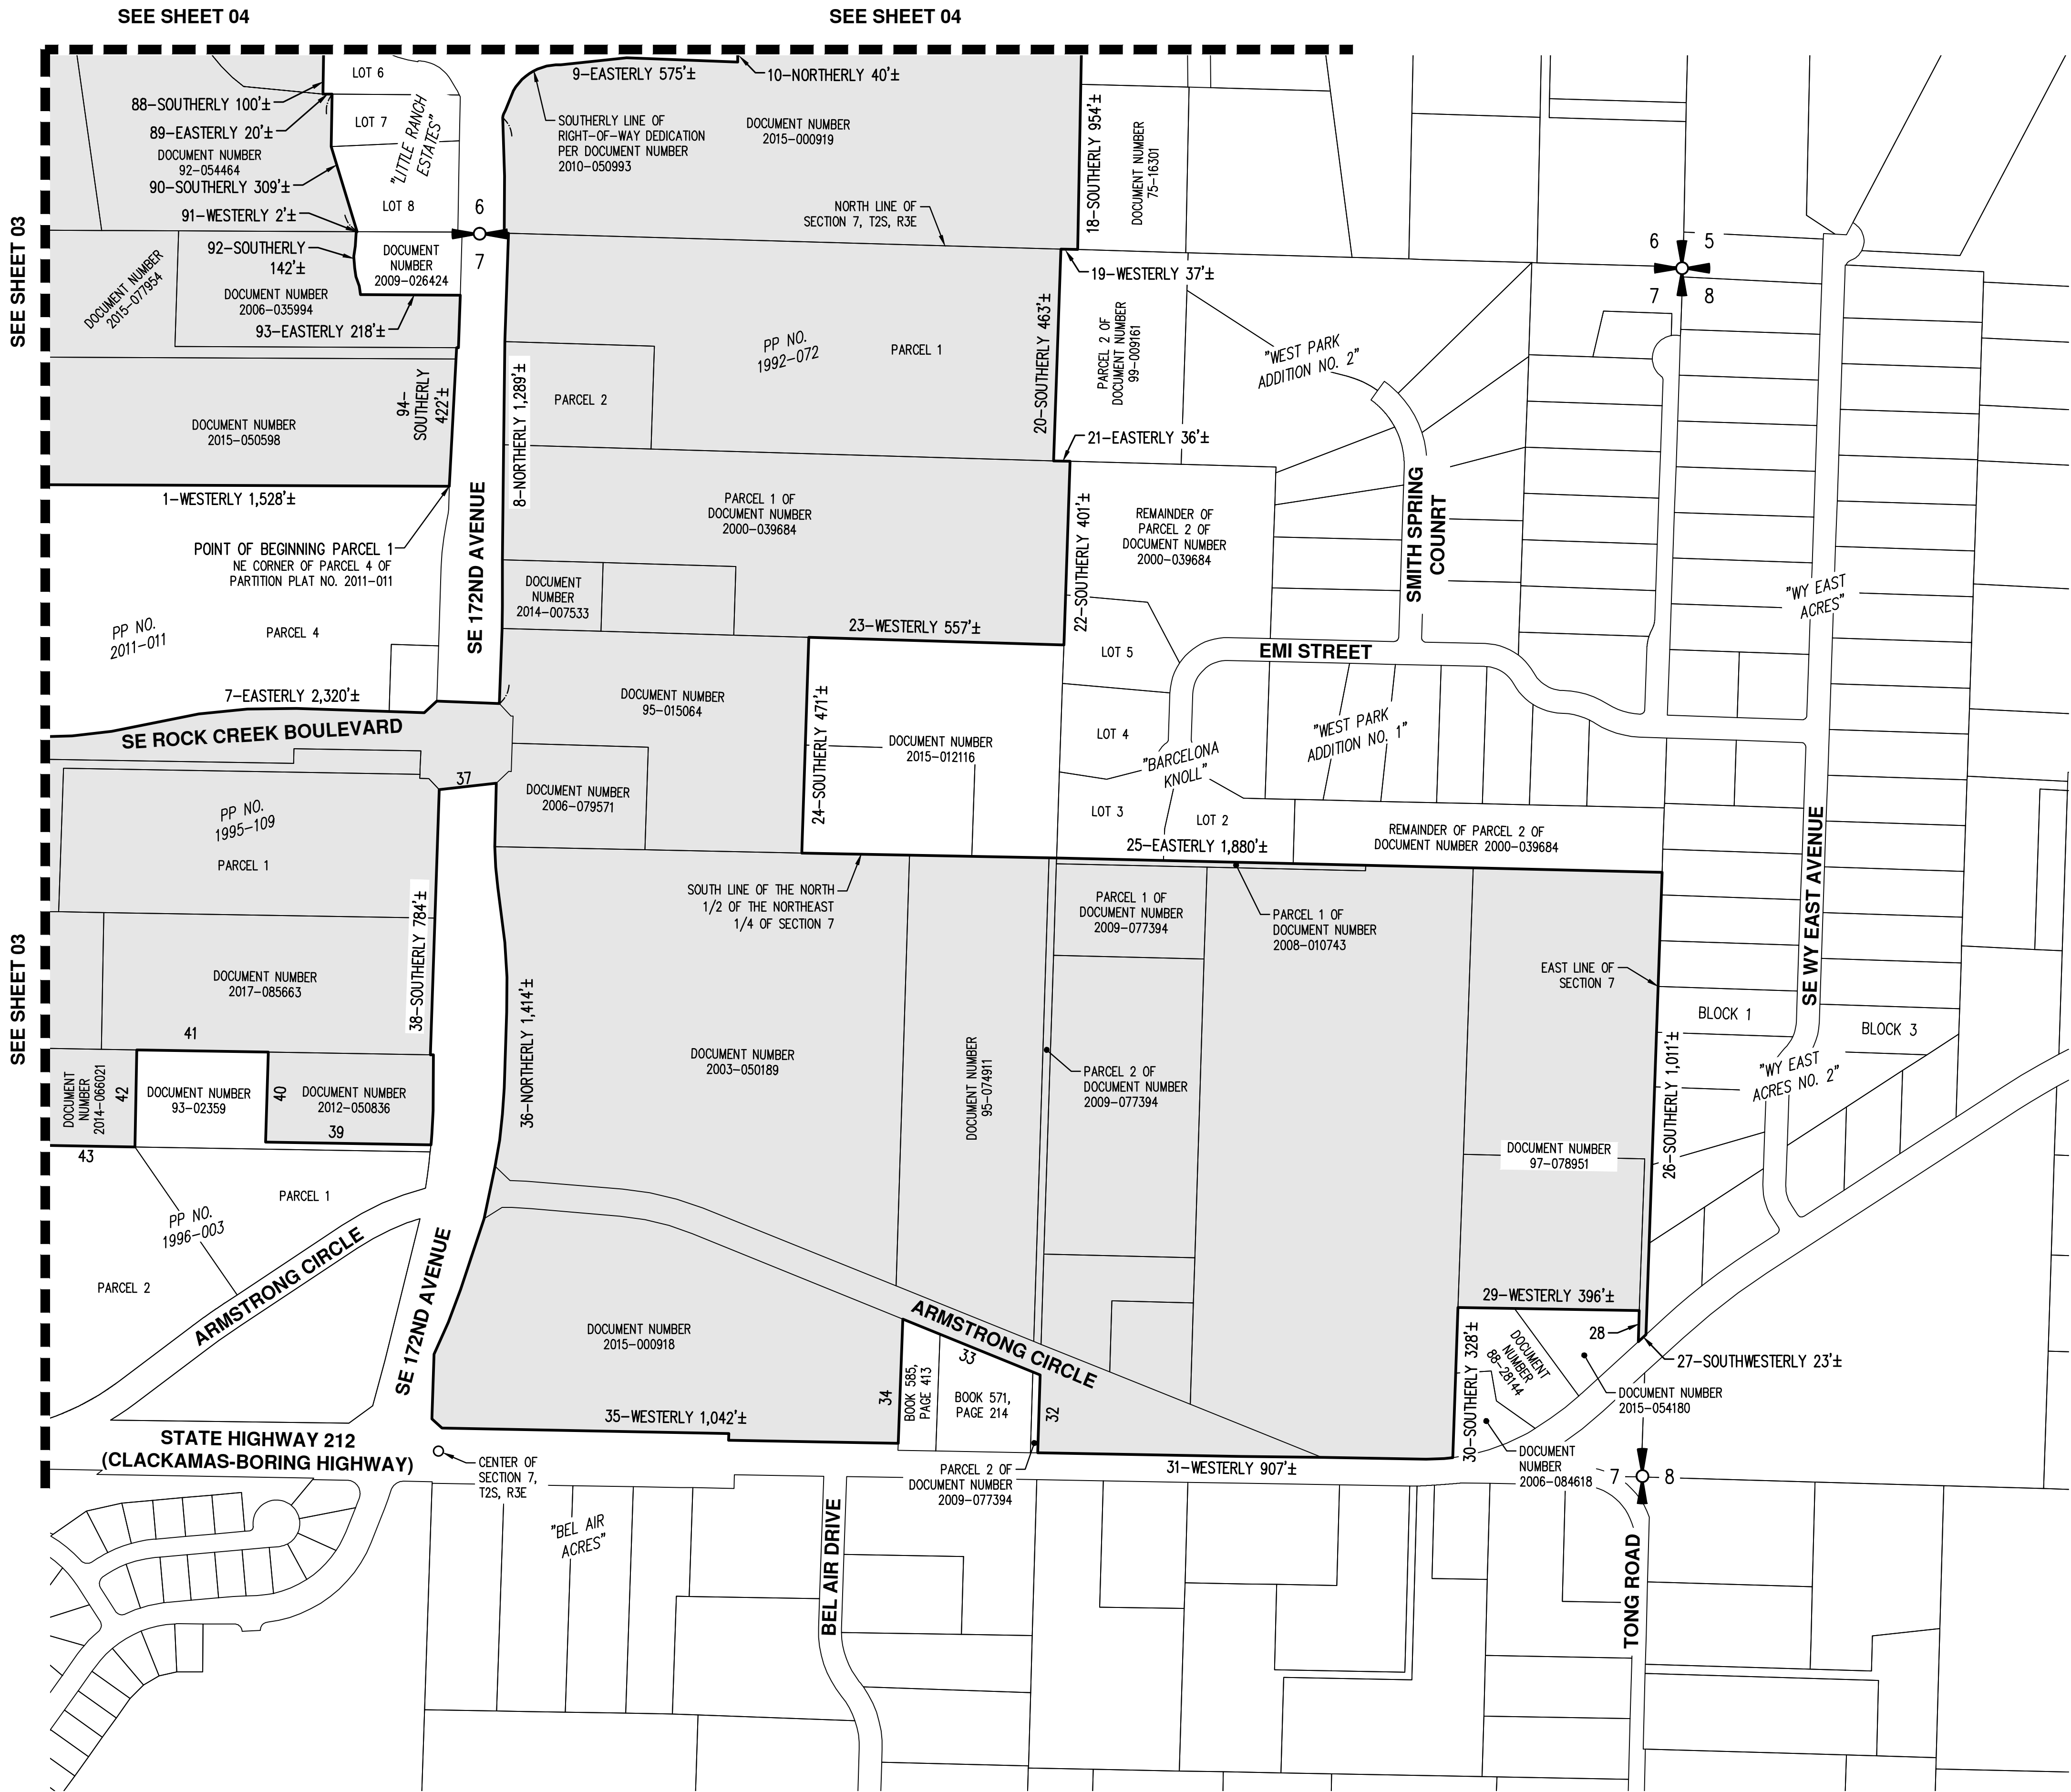 SEE SHEET 04
SEE SHEET 04
SEE SHEET 03
SEE SHEET 03
LOT 6
88-SOUTHERLY 100'±
89-EASTERLY 20'±
LOT 7
"LITTLE RANCH
ESTATES"
DOCUMENT NUMBER
92-054464
90-SOUTHERLY 309'±
LOT 8
91-WESTERLY 2'±
92-SOUTHERLY
142'±
DOCUMENT
NUMBER
2009-026424
6
7
DOCUMENT NUMBER
2015-077954
DOCUMENT NUMBER
2006-035994
93-EASTERLY 218'±
94-
SOUTHERLY
422'±
DOCUMENT NUMBER
2015-050598
1-WESTERLY 1,528'±
POINT OF BEGINNING PARCEL 1
NE CORNER OF PARCEL 4 OF
PARTITION PLAT NO. 2011-011
PP NO.
2011-011
PARCEL 4
7-EASTERLY 2,320'±
SE ROCK CREEK BOULEVARD
SE 172ND AVENUE
8-NORTHERLY 1,289'±
9-EASTERLY 575'±
10-NORTHERLY 40'±
SOUTHERLY LINE OF
RIGHT-OF-WAY DEDICATION
PER DOCUMENT NUMBER
2010-050993
DOCUMENT NUMBER
2015-000919
NORTH LINE OF
SECTION 7, T2S, R3E
18-SOUTHERLY 954'±
DOCUMENT NUMBER
75-16301
19-WESTERLY 37'±
20-SOUTHERLY 463'±
PARCEL 2 OF
DOCUMENT NUMBER
99-009161
PP NO.
1992-072
PARCEL 1
PARCEL 2
21-EASTERLY 36'±
PARCEL 1 OF
DOCUMENT NUMBER
2000-039684
22-SOUTHERLY 401'±
REMAINDER OF
PARCEL 2 OF
DOCUMENT NUMBER
2000-039684
DOCUMENT
NUMBER
2014-007533
23-WESTERLY 557'±
"WEST PARK
ADDITION NO. 2"
SMITH SPRING
COUNRT
6
5
7
8
"WY EAST
ACRES"
LOT 5
EMI STREET
DOCUMENT NUMBER
95-015064
24-SOUTHERLY 471'±
DOCUMENT NUMBER
2015-012116
LOT 4
"BARCELONA
KNOLL"
"WEST PARK
ADDITION NO. 1"
DOCUMENT NUMBER
2006-079571
LOT 3
LOT 2
25-EASTERLY 1,880'±
REMAINDER OF PARCEL 2 OF
DOCUMENT NUMBER 2000-039684
SE WY EAST AVENUE
37
PP NO.
1995-109
PARCEL 1
38-SOUTHERLY 784'±
SOUTH LINE OF THE NORTH
1/2 OF THE NORTHEAST
1/4 OF SECTION 7
PARCEL 1 OF
DOCUMENT NUMBER
2009-077394
PARCEL 1 OF
DOCUMENT NUMBER
2008-010743
EAST LINE OF
SECTION 7
DOCUMENT NUMBER
2017-085663
BLOCK 1
BLOCK 3
41
DOCUMENT
NUMBER
2014-066021
42
DOCUMENT NUMBER
93-02359
40
DOCUMENT NUMBER
2012-050836
39
43
36-NORTHERLY 1,414'±
DOCUMENT NUMBER
2003-050189
DOCUMENT NUMBER
95-074911
PARCEL 2 OF
DOCUMENT NUMBER
2009-077394
26-SOUTHERLY 1,011'±
"WY EAST
ACRES NO. 2"
DOCUMENT NUMBER
97-078951
PARCEL 1
PP NO.
1996-003
PARCEL 2
ARMSTRONG CIRCLE
SE 172ND AVENUE
DOCUMENT NUMBER
2015-000918
ARMSTRONG CIRCLE
29-WESTERLY 396'±
28
27-SOUTHWESTERLY 23'±
30-SOUTHERLY 328'±
DOCUMENT
NUMBER
88-28144
DOCUMENT NUMBER
2015-054180
34
BOOK 585,
PAGE 413
33
BOOK 571,
PAGE 214
32
35-WESTERLY 1,042'±
STATE HIGHWAY 212
(CLACKAMAS-BORING HIGHWAY)
CENTER OF
SECTION 7,
T2S, R3E
PARCEL 2 OF
DOCUMENT NUMBER
2009-077394
31-WESTERLY 907'±
DOCUMENT
NUMBER
2006-084618
7
8
"BEL AIR
ACRES"
BEL AIR DRIVE
TONG ROAD